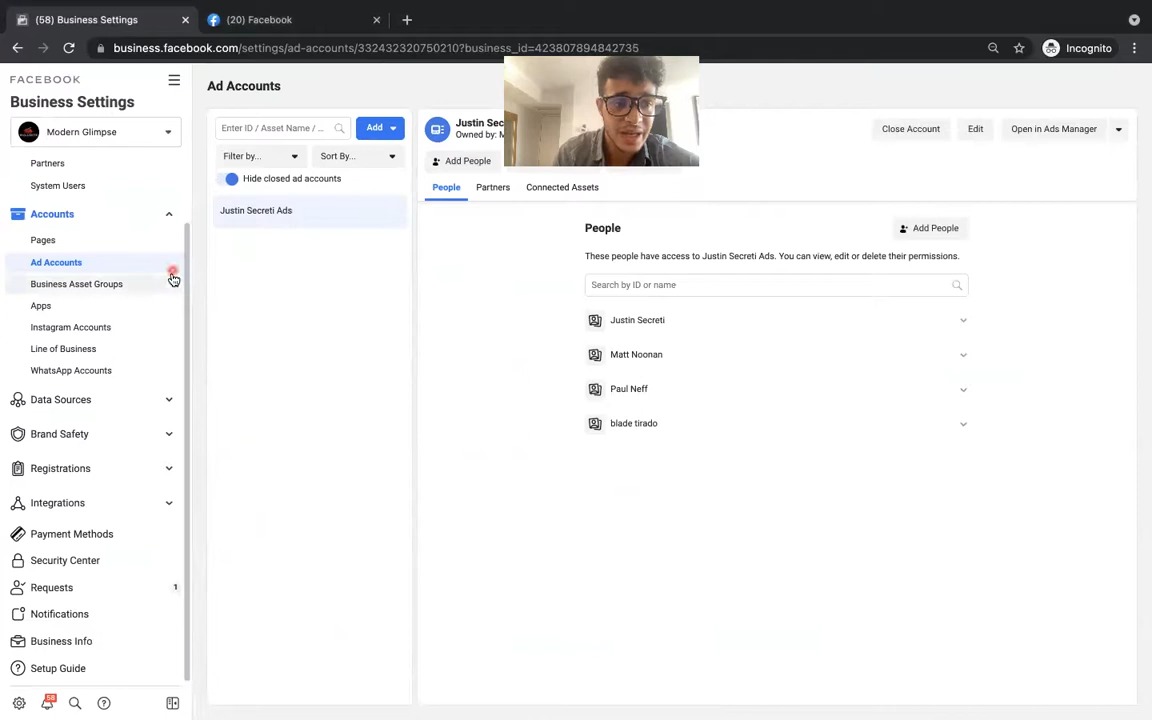 (58) Business Settings
(20) Facebook
business.facebook.com/settings/ad-accounts/332432320750210?business_id=423807894842735
Incognito
FACEBOOK
Business Settings
Modern Glimpse
Partners
System Users
Accounts
Pages
Ad Accounts
Business Asset Groups
Apps
Instagram Accounts
Line of Business
WhatsApp Accounts
Data Sources
Brand Safety
Registrations
Integrations
Payment Methods
Security Center
Requests
1
Notifications
Business Info
Setup Guide
58
Ad Accounts
Enter ID / Asset Name / ...
Add
Filter by...
Sort By...
Hide closed ad accounts
Justin Secreti Ads
Justin Sec
Owned by: M
Close Account
Edit
Open in Ads Manager
Add People
People
Partners
Connected Assets
People
Add People
These people have access to Justin Secreti Ads. You can view, edit or delete their permissions.
Search by ID or name
Justin Secreti
Matt Noonan
Paul Neff
blade tirado